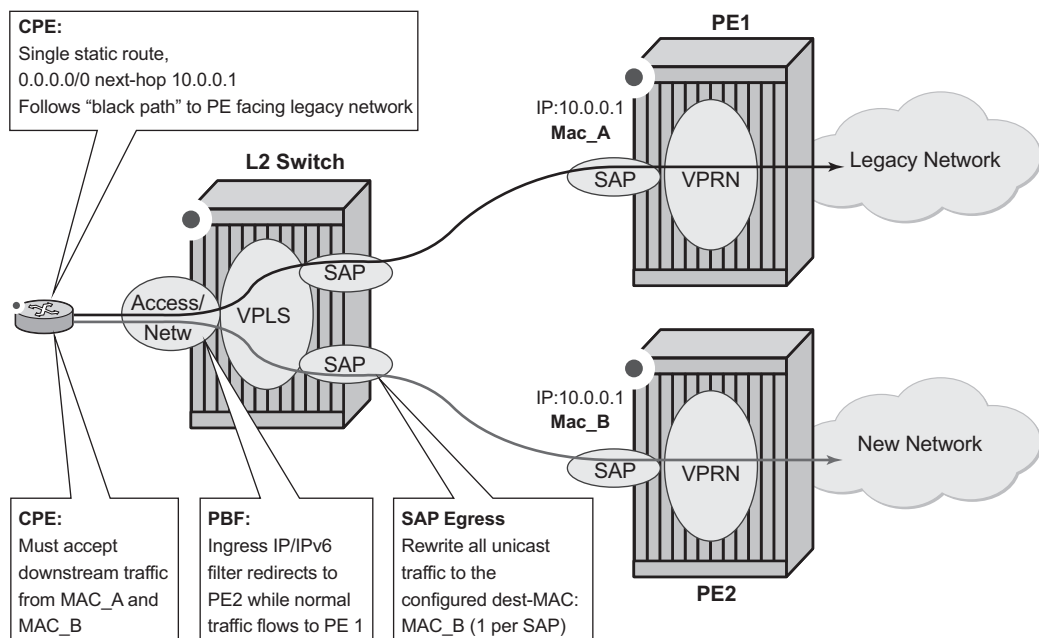 CPE:
Single static route,
0.0.0.0/0 next-hop 10.0.0.1
Follows “black path” to PE facing legacy network
PE1
IP:10.0.0.1
Mac_A
SAP
VPRN
Legacy Network
L2 Switch
SAP
Access/
Netw
VPLS
SAP
IP:10.0.0.1
Mac_B
SAP
VPRN
New Network
PE2
CPE:
Must accept
downstream traffic
from MAC_A and
MAC_B
PBF:
Ingress IP/IPv6
filter redirects to
PE2 while normal
traffic flows to PE 1
SAP Egress
Rewrite all unicast
traffic to the
configured dest-MAC:
MAC_B (1 per SAP)